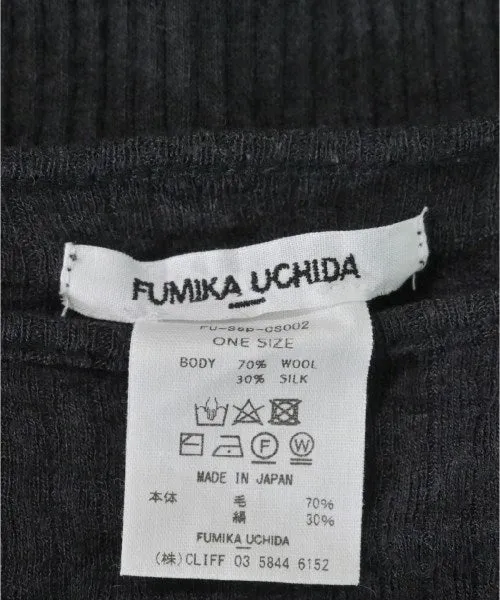 FUMIKA UCHIDA
ONE SIZE
BODY 70% WOOL
30% SILK
F W
MADE IN JAPAN
本体 毛 70%
絹 30%
FUMIKA UCHIDA
(株) CLIFF 03 5844 6152